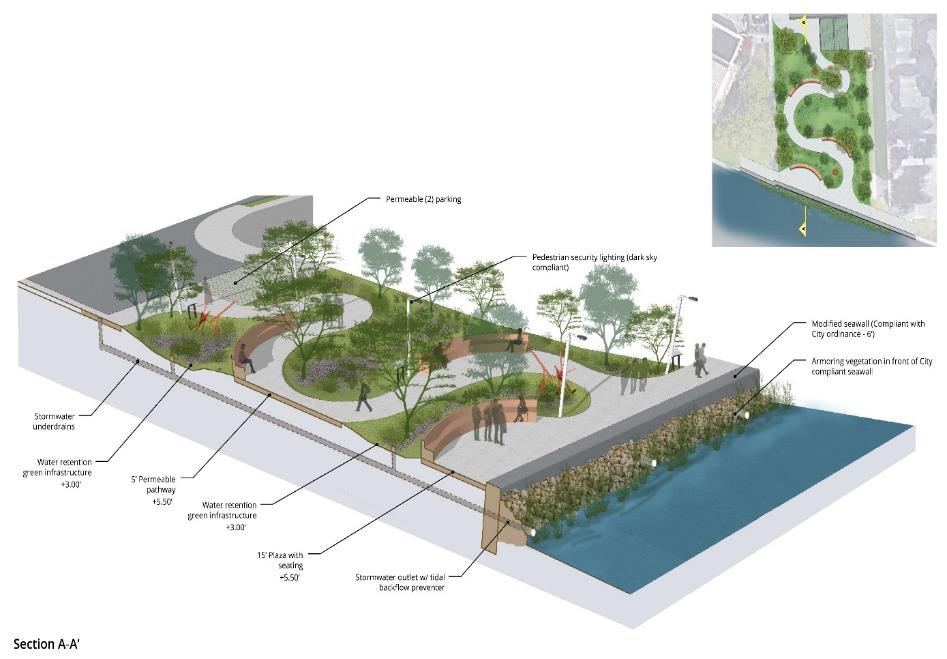 Permeable (2) parking
Pedestrian security lighting (dark sky
compliant)
Modified seawall (Compliant with
City ordinance - 6')
Armoring vegetation in front of City
compliant seawall
Stormwater
underdrains
Water retention
green infrastructure
+3.00'
5' Permeable
pathway
+5.50'
Water retention
green infrastructure
+3.00'
15' Plaza with
seating
+5.50'
Stormwater outlet w/ tidal
backflow preventer
Section A-A'